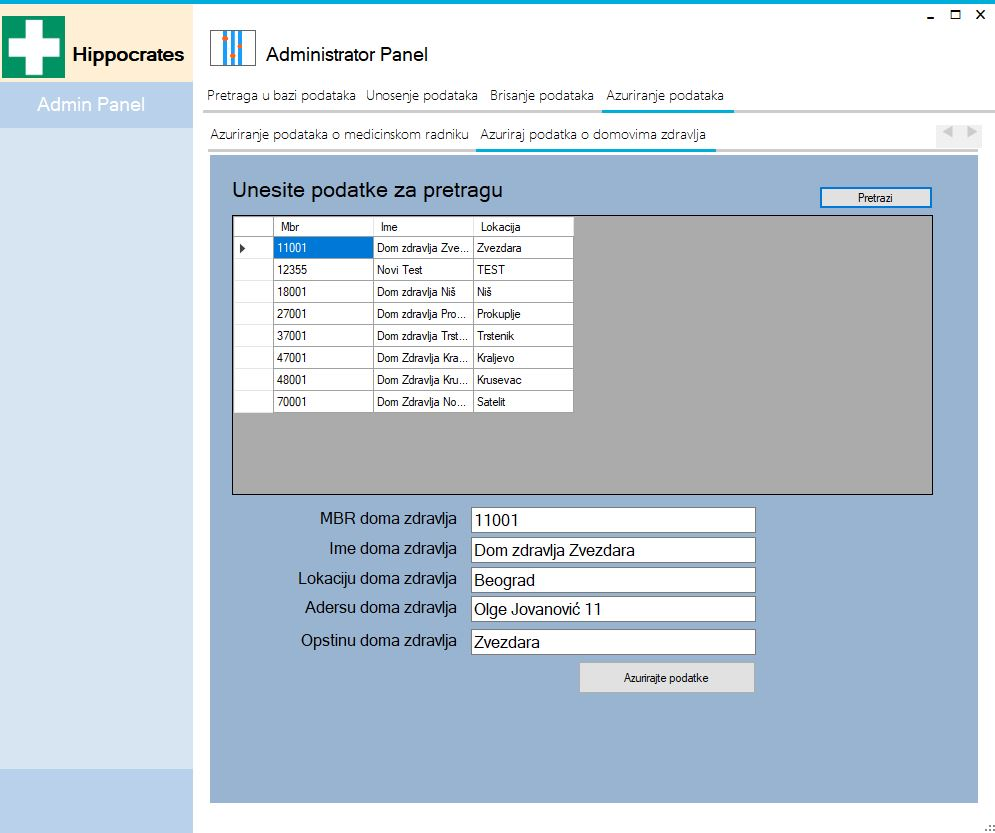 Hippocrates
Administrator Panel
Admin Panel
Pretraga u bazi podataka Unosenje podataka Brisanje podataka Azuriranje podataka
Azuriranje podataka o medicinskom radniku Azuriraj podatka o domovima zdravlja
Unesite podatke za pretragu
Pretrazi
Mbr Ime Lokacija
11001 Dom zdravlja Zve... Zvezdara
12355 Novi Test TEST
18001 Dom zdravlja Niš Niš
27001 Dom zdravlja Pro... Prokuplje
37001 Dom zdravlja Trst... Trstenik
47001 Dom Zdravlja Kra... Kraljevo
48001 Dom Zdravlja Kru... Krusevac
70001 Dom Zdravlja No... Satelit
MBR doma zdravlja 11001
Ime doma zdravlja Dom zdravlja Zvezdara
Lokaciju doma zdravlja Beograd
Adersu doma zdravlja Olge Jovanović 11
Opstinu doma zdravlja Zvezdara
Azurirajte podatke